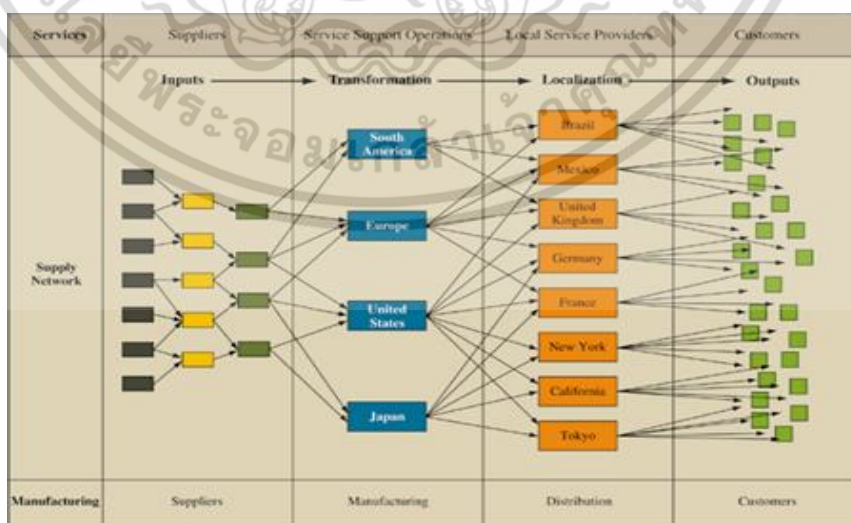 Services
Suppliers
Service Support Operations
Local Service Providers
Customers
Inputs
Transformation
Localization
Outputs
Supply
Network
South
America
Europe
United
States
Japan
Brazil
Mexico
United
Kingdom
Germany
France
New York
California
Tokyo
Manufacturing
Suppliers
Manufacturing
Distribution
Customers